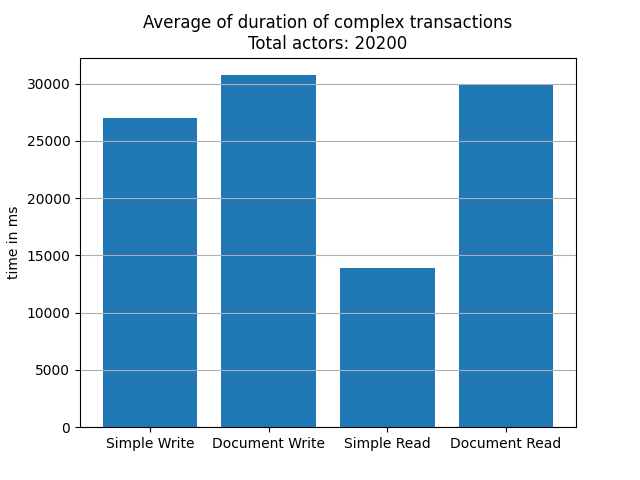 Average of duration of complex transactions
Total actors: 20200
30000
25000
20000
15000
10000
5000
0
time in ms
Simple Write
Document Write
Simple Read
Document Read